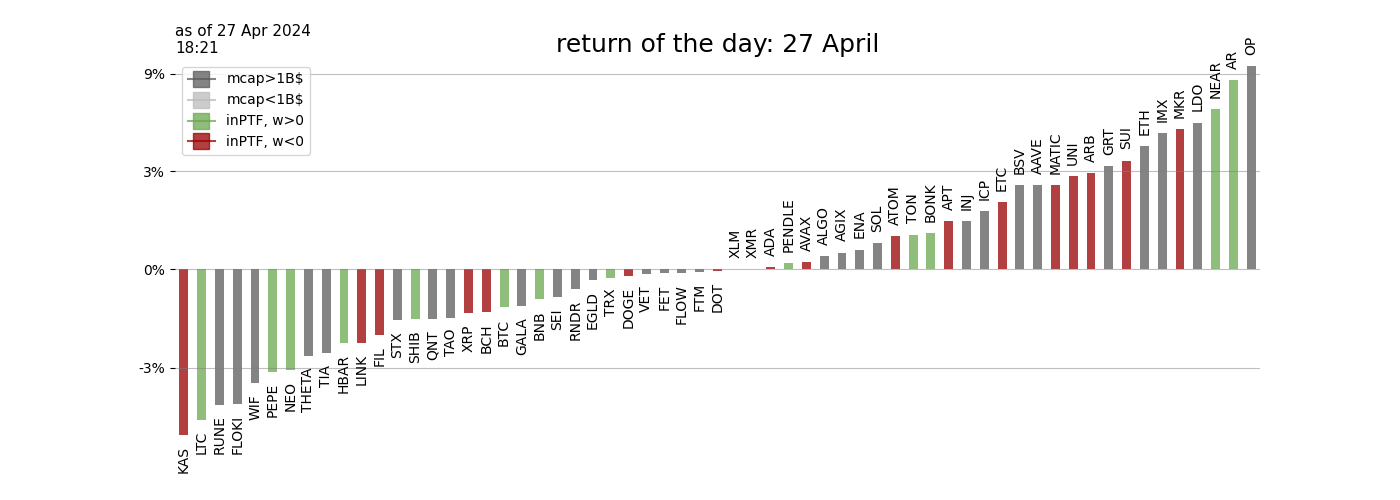 as of 27 Apr 2024
18:21
return of the day: 27 April
9%
3%
0%
-3%
mcap>1B$
mcap<1B$
inPTF, w>0
inPTF, w<0
KAS
LTC
RUNE
FLOKI
WIF
PEPE
NEO
THETA
TIA
HBAR
LINK
FIL
STX
SHIB
QNT
TAO
XRP
BCH
BTC
GALA
BNB
SEI
RNDR
EGLD
TRX
DOGE
VET
FET
FLOW
FTM
DOT
XLM
XMR
ADA
PENDLE
AVAX
ALGO
AGIX
ENA
SOL
ATOM
TON
BONK
APT
INJ
ICP
ETC
BSV
AAVE
MATIC
UNI
ARB
GRT
SUI
ETH
IMX
MKR
LDO
NEAR
AR
OP